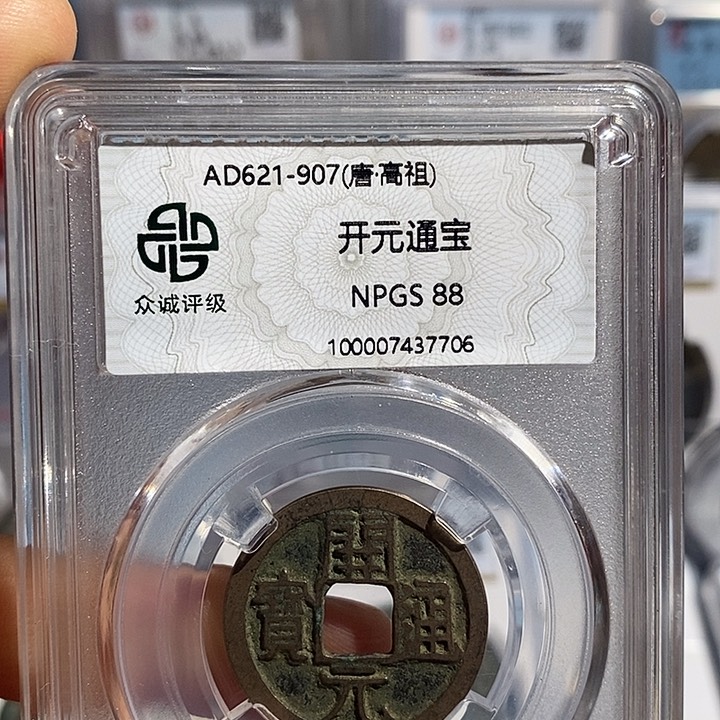 AD621-907(唐·高祖)
开元通宝
众诚评级
NPGS 88
100007437706
開
寶 通
元